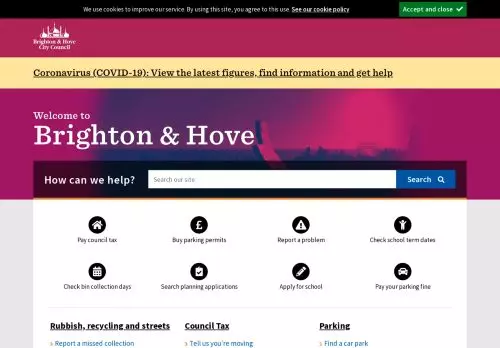 We use cookies to improve our service. By using this site, you agree to this use. See our cookie policy
Accept and close
Brighton & Hove
City Council
Coronavirus (COVID-19): View the latest figures, find information and get help
Welcome to
Brighton & Hove
How can we help?
Search our site
Search
Pay council tax
Buy parking permits
Report a problem
Check school term dates
Check bin collection days
Search planning applications
Apply for school
Pay your parking fine
Rubbish, recycling and streets
Council Tax
Parking
› Report a missed collection
› Tell us you're moving
› Find a car park